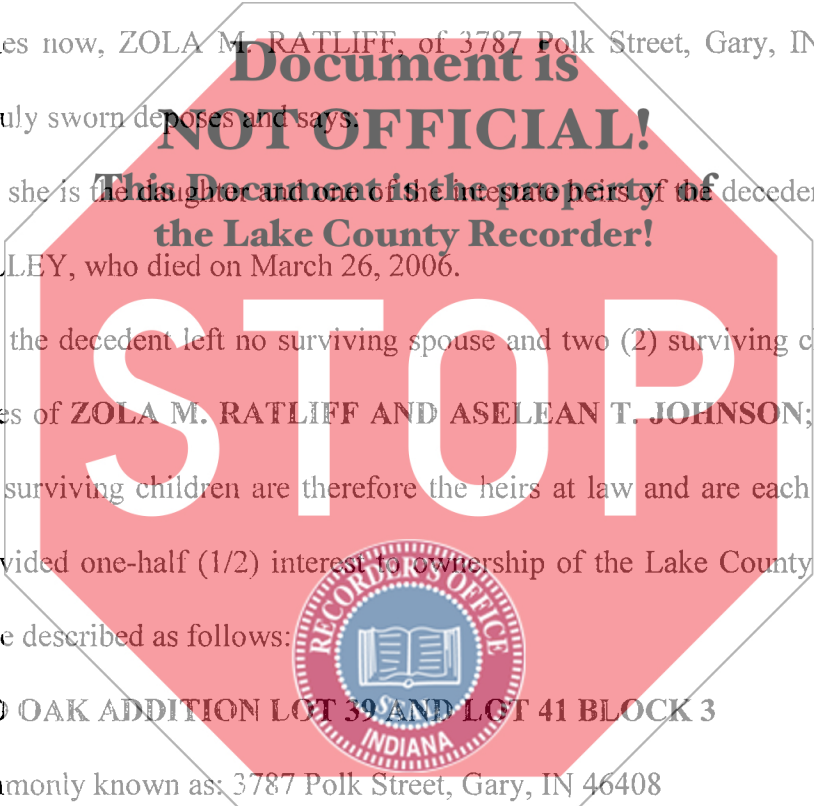 es now, ZOLA M. RATLIFF, of 3787 Polk Street, Gary, IN
Document is
uly sworn deposes and says:
NOT OFFICIAL!
she is the daughter and one of the intestate heirs of the deceden
This Document is the property of
the Lake County Recorder!
LEY, who died on March 26, 2006.
the decedent left no surviving spouse and two (2) surviving c
STOP
es of ZOLA M. RATLIFF AND ASELEAN T. JOHNSON;
surviving children are therefore the heirs at law and are each
vided one-half (1/2) interest to ownership of the Lake County
RECORDER'S OFFICE
e described as follows:
OAK ADDITION LOT 39 AND LOT 41 BLOCK 3
SEAL
INDIANA
mmonly known as: 3787 Polk Street, Gary, IN 46408